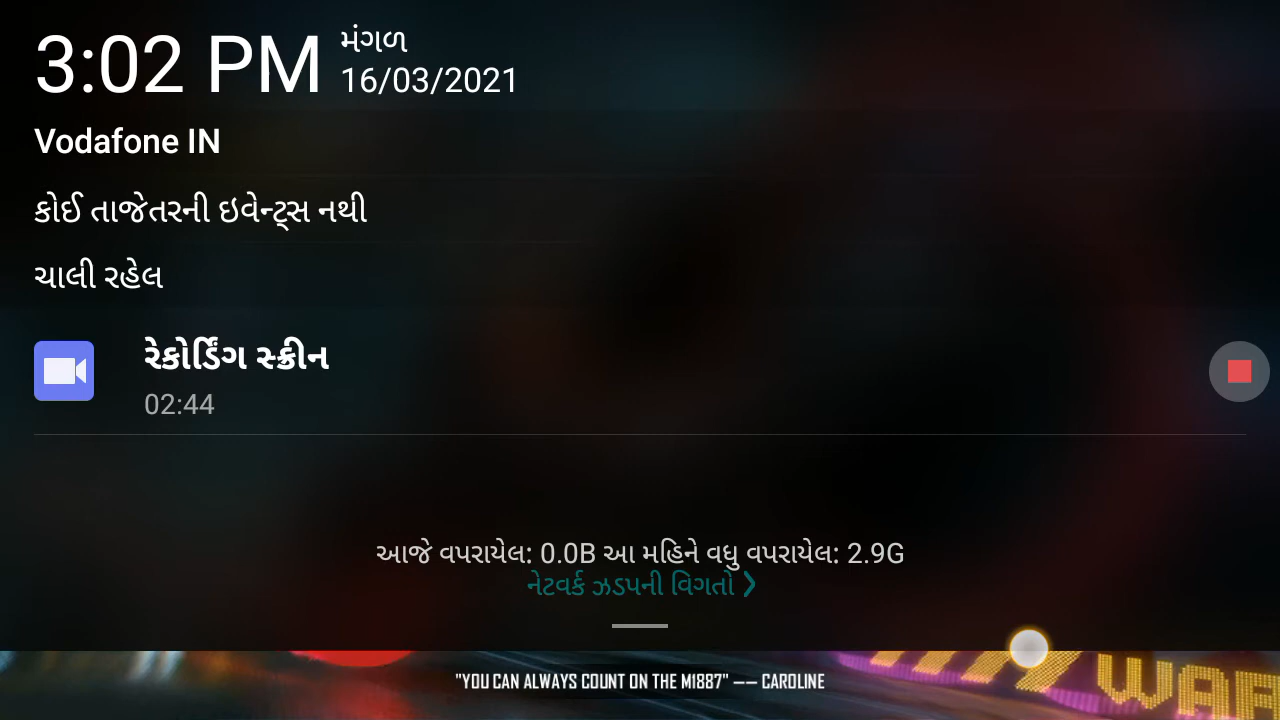 3:02 PM
મંગળ
16/03/2021
Vodafone IN
કોઈ તાજેતરની ઇવેન્ટ્સ નથી
ચાલી રહેલ
રેકોર્ડિંગ સ્ક્રીન
02:44
આજે વપરાયેલ: 0.0B આ મહિને વધુ વપરાયેલ: 2.9G
નેટવર્ક ઝડપની વિગતો ❯
"YOU CAN ALWAYS COUNT ON THE M1887" —— CAROLINE